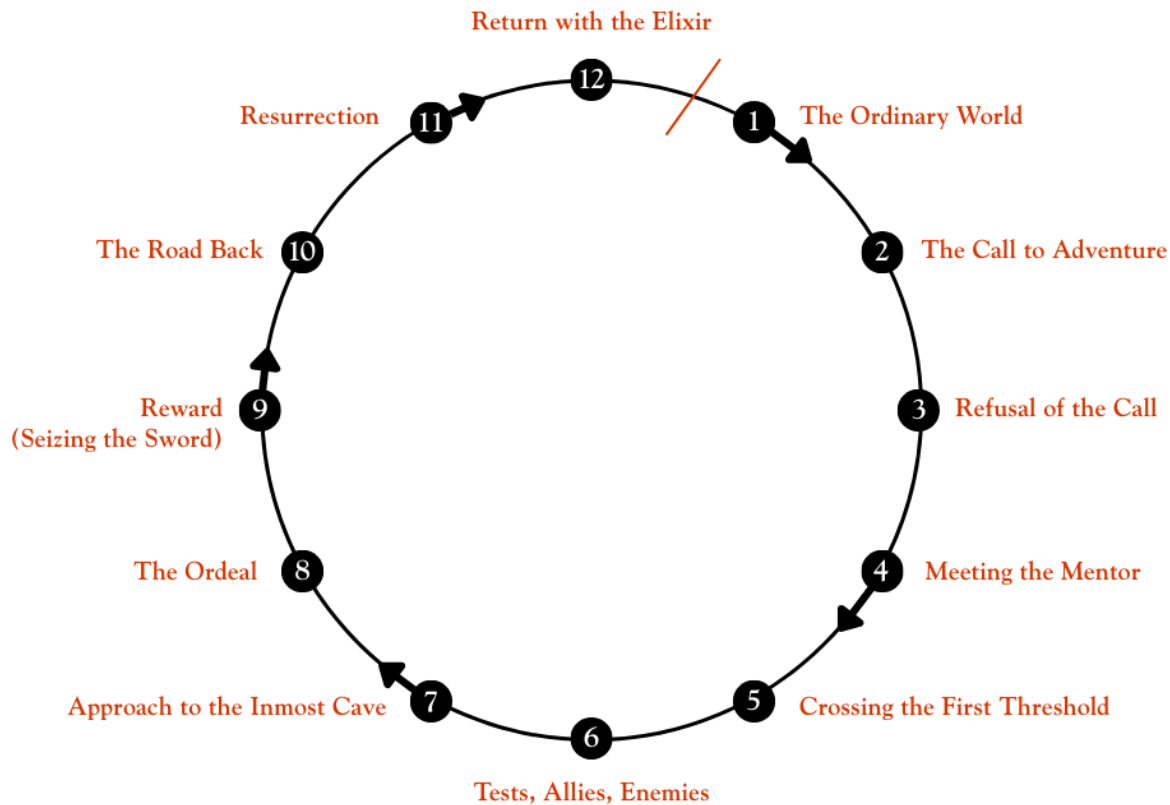 Return with the Elixir
12
1
The Ordinary World
2
The Call to Adventure
3
Refusal of the Call
4
Meeting the Mentor
5
Crossing the First Threshold
6
Tests, Allies, Enemies
7
Approach to the Inmost Cave
8
The Ordeal
9
Reward
(Seizing the Sword)
10
The Road Back
11
Resurrection